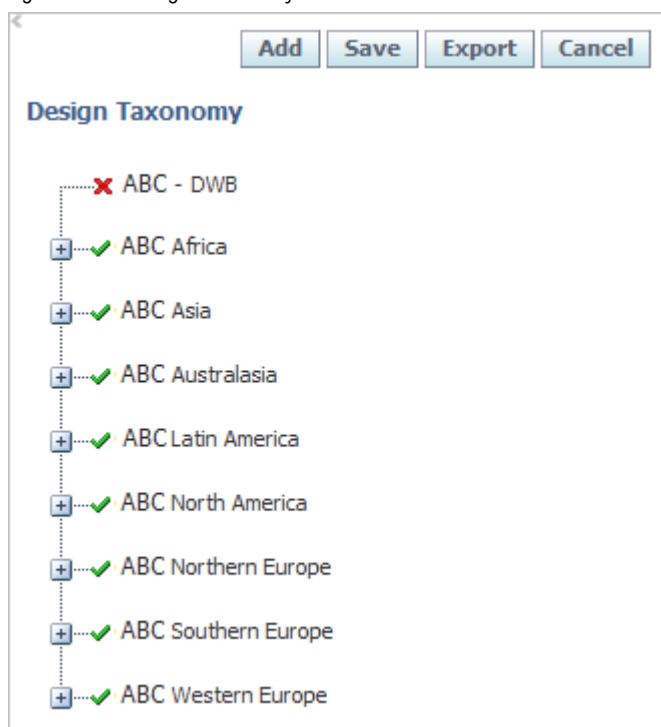 Add Save Export Cancel
Design Taxonomy
ABC - DWB
ABC Africa
ABC Asia
ABC Australasia
ABC Latin America
ABC North America
ABC Northern Europe
ABC Southern Europe
ABC Western Europe